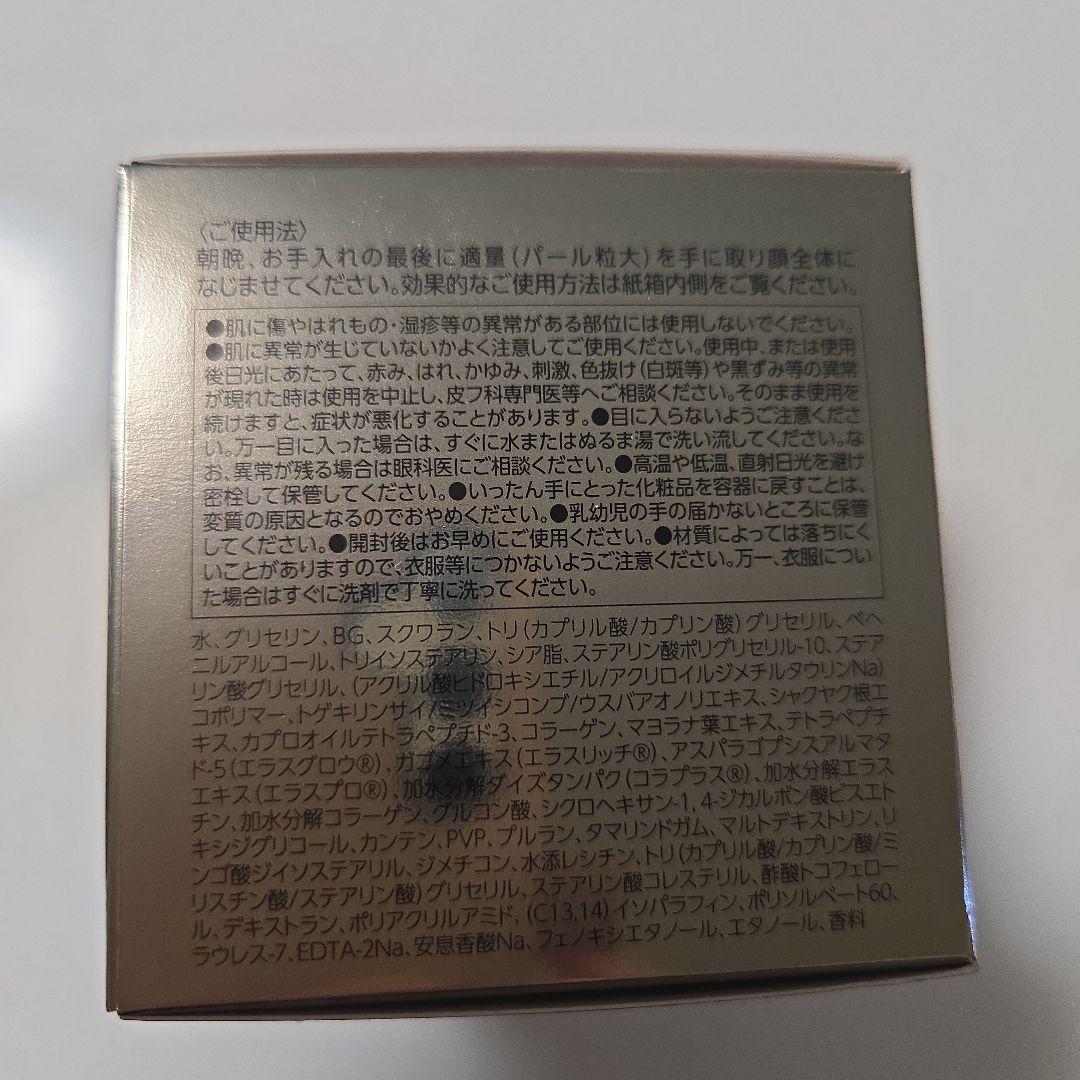 〈ご使用法〉
朝晩、お手入れの最後に適量(パール粒大)を手に取り顔全体に
なじませてください。効果的なご使用方法は紙箱内側をご覧ください。
●肌に傷やはれもの・湿疹等の異常がある部位には使用しないでください。
●肌に異常が生じていないかよく注意してご使用ください。使用中、または使用
後日光にあたって、赤み、はれ、かゆみ、刺激、色抜け(白斑等)や黒ずみ等の異常
が現れた時は使用を中止し、皮フ科専門医等へご相談ください。そのまま使用を
続けますと、症状が悪化することがあります。●目に入らないようご注意くださ
い。万一目に入った場合は、すぐに水またはぬるま湯で洗い流してください。な
お、異常が残る場合は眼科医にご相談ください。●高温や低温、直射日光を避け
密栓して保管してください。●いったん手にとった化粧品を容器に戻すことは、
変質の原因となるのでおやめください。●乳幼児の手の届かないところに保管
してください。●開封後はお早めにご使用ください。●材質によっては落ちにく
いことがありますので、衣服等につかないようご注意ください。万一、衣服につい
た場合はすぐに洗剤で丁寧に洗ってください。
水、グリセリン、BG、スクワラン、トリ(カプリル酸/カプリン酸)グリセリル、ベヘ
ニルアルコール、トリイソステアリン、シア脂、ステアリン酸ポリグリセリル-10、ステア
リン酸グリセリル、(アクリル酸ヒドロキシエチル/アクリロイルジメチルタウリンNa)
コポリマー、トゲキリンサイ/ミツイシコンブ/ウスバアオノリエキス、シャクヤク根エ
キス、カプロオイルテトラペプチド-3、コラーゲン、マヨラナ葉エキス、テトラペプチ
ド-5(エラスグロウ®)、ガゴメエキス(エラスリッチ®)、アスパラゴプシスアルマタ
エキス(エラスプロ®)、加水分解ダイズタンパク(コラプラス®)、加水分解エラス
チン、加水分解コラーゲン、グルコン酸、シクロヘキサン-1,4-ジカルボン酸ビスエト
キシジグリコール、カンテン、PVP、プルラン、タマリンドガム、マルトデキストリン、リ
ンゴ酸ジイソステアリル、ジメチコン、水添レシチン、トリ(カプリル酸/カプリン酸/ミ
リスチン酸/ステアリン酸)グリセリル、ステアリン酸コレステリル、酢酸トコフェロー
ル、デキストラン、ポリアクリルアミド、(C13,14)イソパラフィン、ポリソルベート60、
ラウレス-7、EDTA-2Na、安息香酸Na、フェノキシエタノール、エタノール、香料